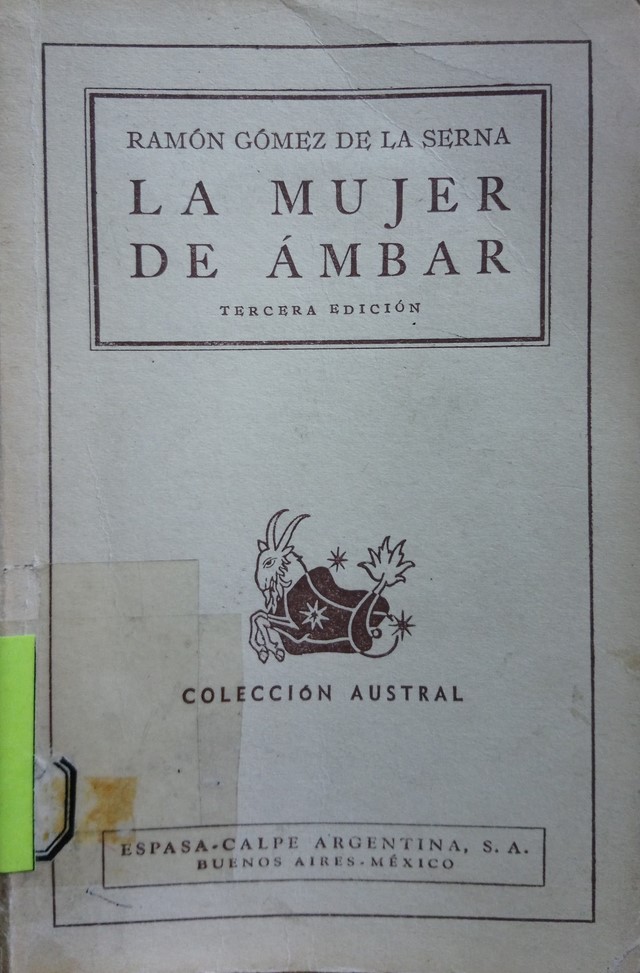 RAMÓN GÓMEZ DE LA SERNA
LA MUJER
DE ÁMBAR
TERCERA EDICIÓN
COLECCIÓN AUSTRAL
ESPASA-CALPE ARGENTINA, S. A.
BUENOS AIRES-MÉXICO